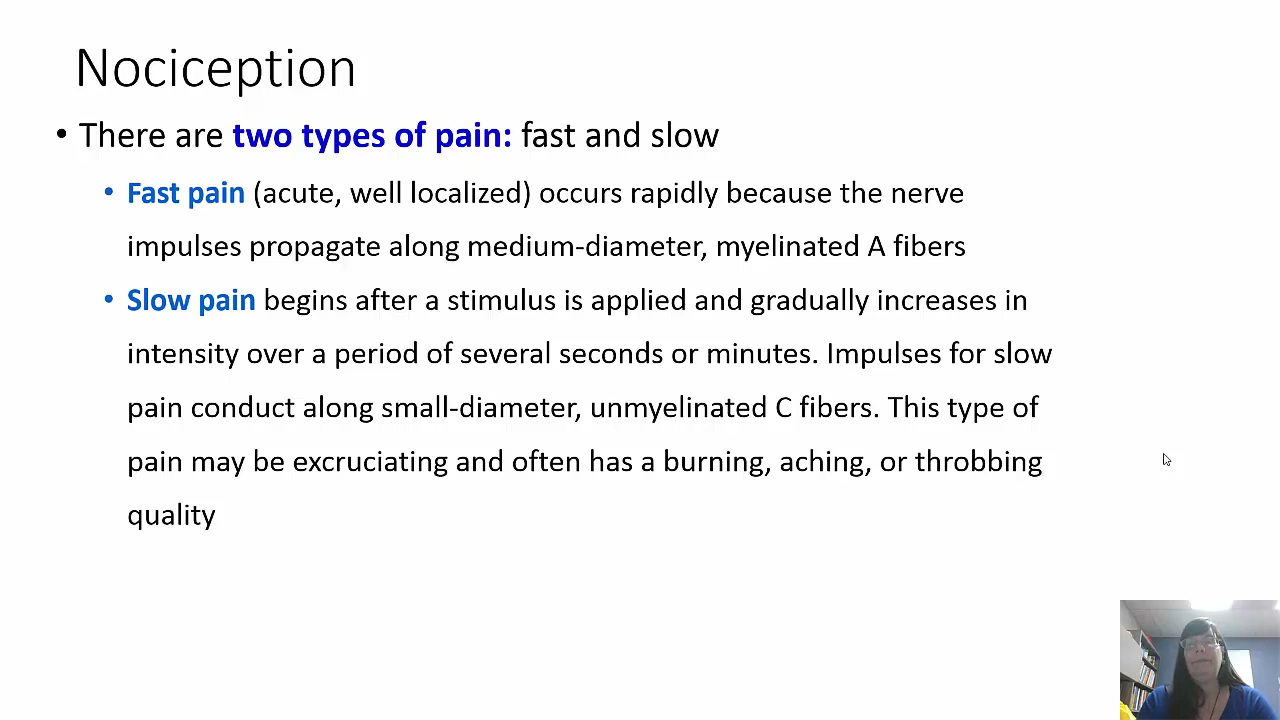 Nociception
• There are two types of pain: fast and slow
• Fast pain (acute, well localized) occurs rapidly because the nerve
impulses propagate along medium-diameter, myelinated A fibers
• Slow pain begins after a stimulus is applied and gradually increases in
intensity over a period of several seconds or minutes. Impulses for slow
pain conduct along small-diameter, unmyelinated C fibers. This type of
pain may be excruciating and often has a burning, aching, or throbbing
quality